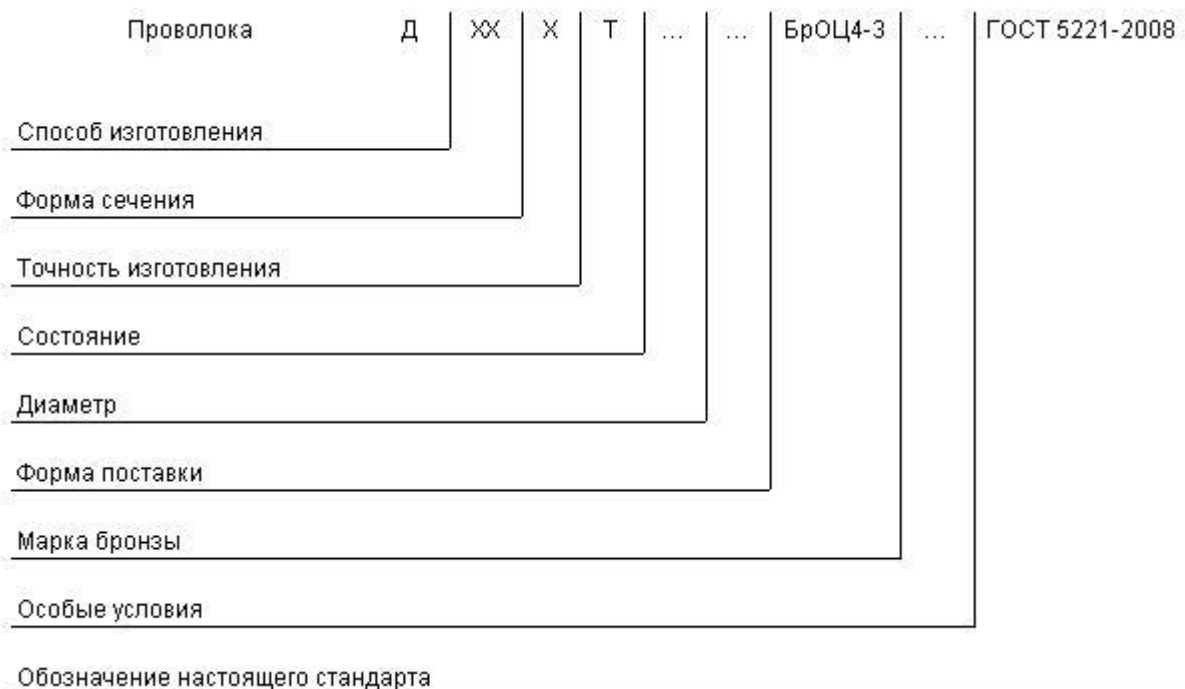 Проволока Д ХХ Х Т ... ... БрОЦ4-3 ... ГОСТ 5221-2008
Способ изготовления
Форма сечения
Точность изготовления
Состояние
Диаметр
Форма поставки
Марка бронзы
Особые условия
Обозначение настоящего стандарта